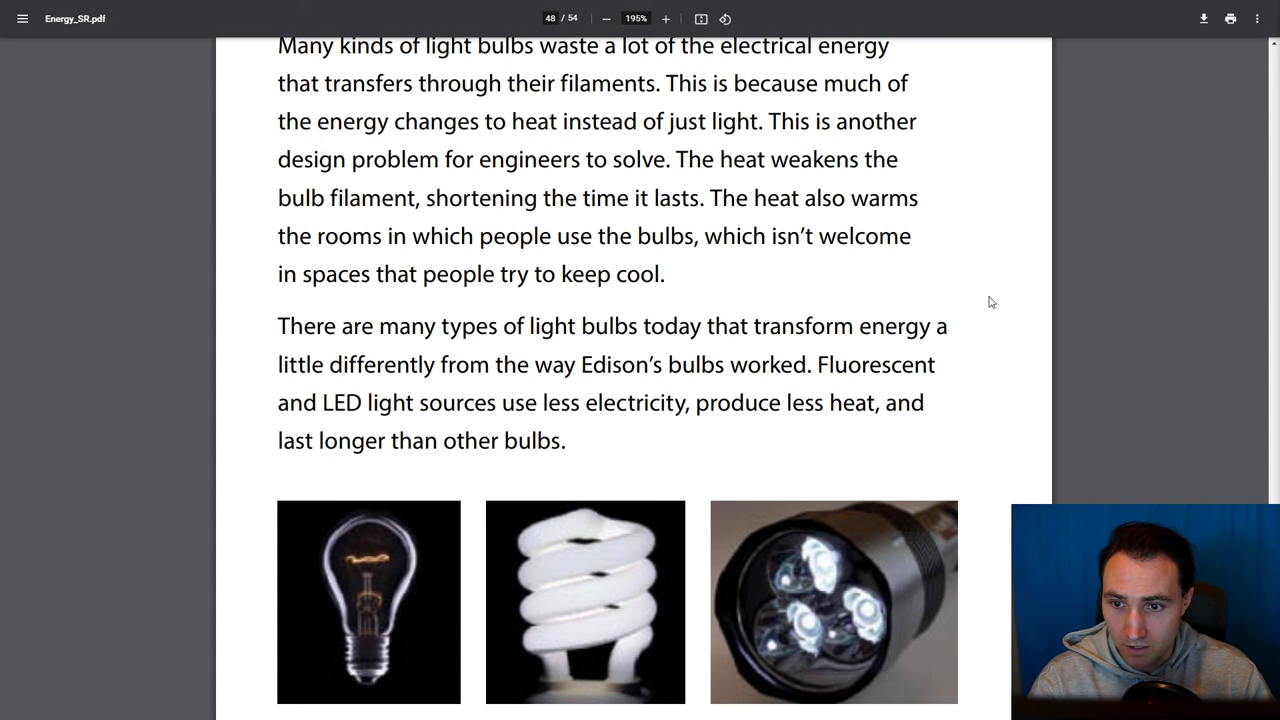 Energy_SR.pdf
48 / 54
195%
Many kinds of light bulbs waste a lot of the electrical energy
that transfers through their filaments. This is because much of
the energy changes to heat instead of just light. This is another
design problem for engineers to solve. The heat weakens the
bulb filament, shortening the time it lasts. The heat also warms
the rooms in which people use the bulbs, which isn’t welcome
in spaces that people try to keep cool.
There are many types of light bulbs today that transform energy a
little differently from the way Edison’s bulbs worked. Fluorescent
and LED light sources use less electricity, produce less heat, and
last longer than other bulbs.